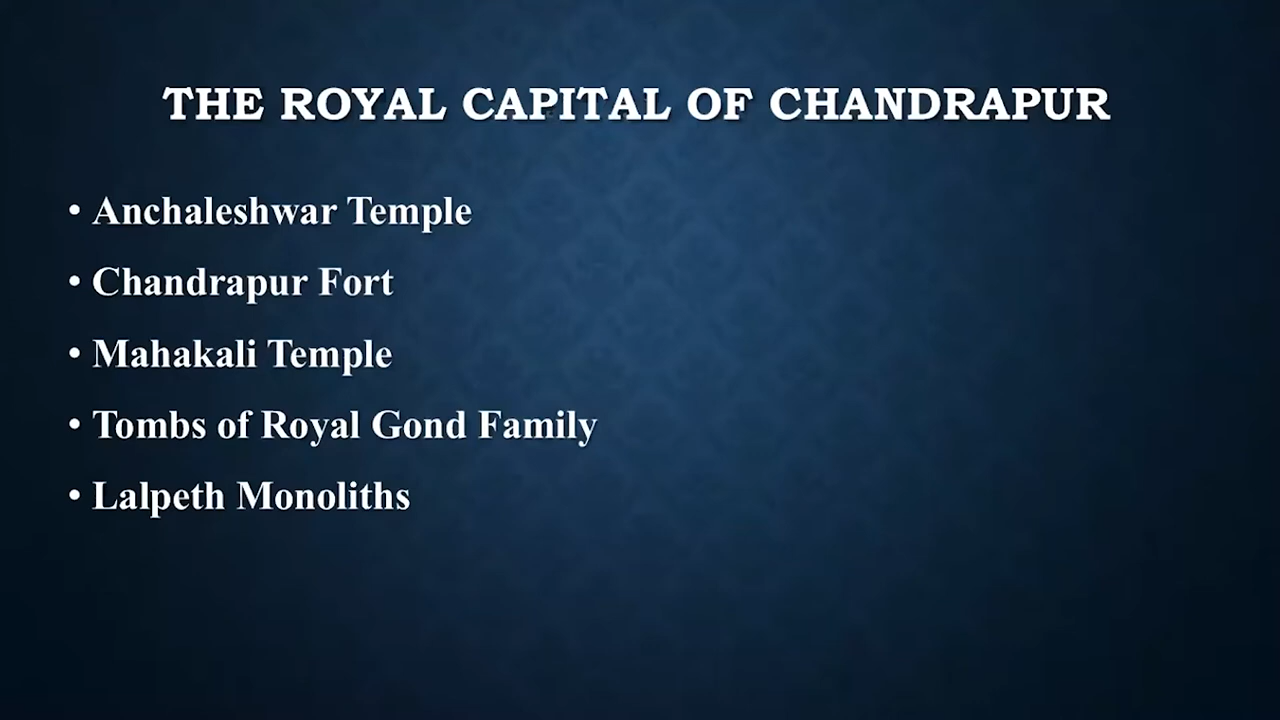 THE ROYAL CAPITAL OF CHANDRAPUR
• Anchaleshwar Temple
• Chandrapur Fort
• Mahakali Temple
• Tombs of Royal Gond Family
• Lalpeth Monoliths